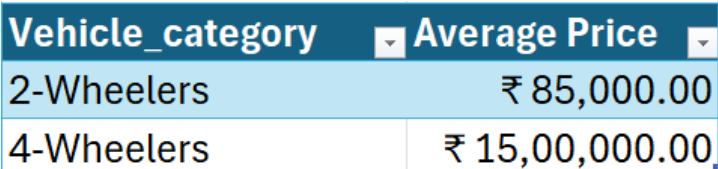 Vehicle_category Average Price
2-Wheelers ₹ 85,000.00
4-Wheelers ₹ 15,00,000.00